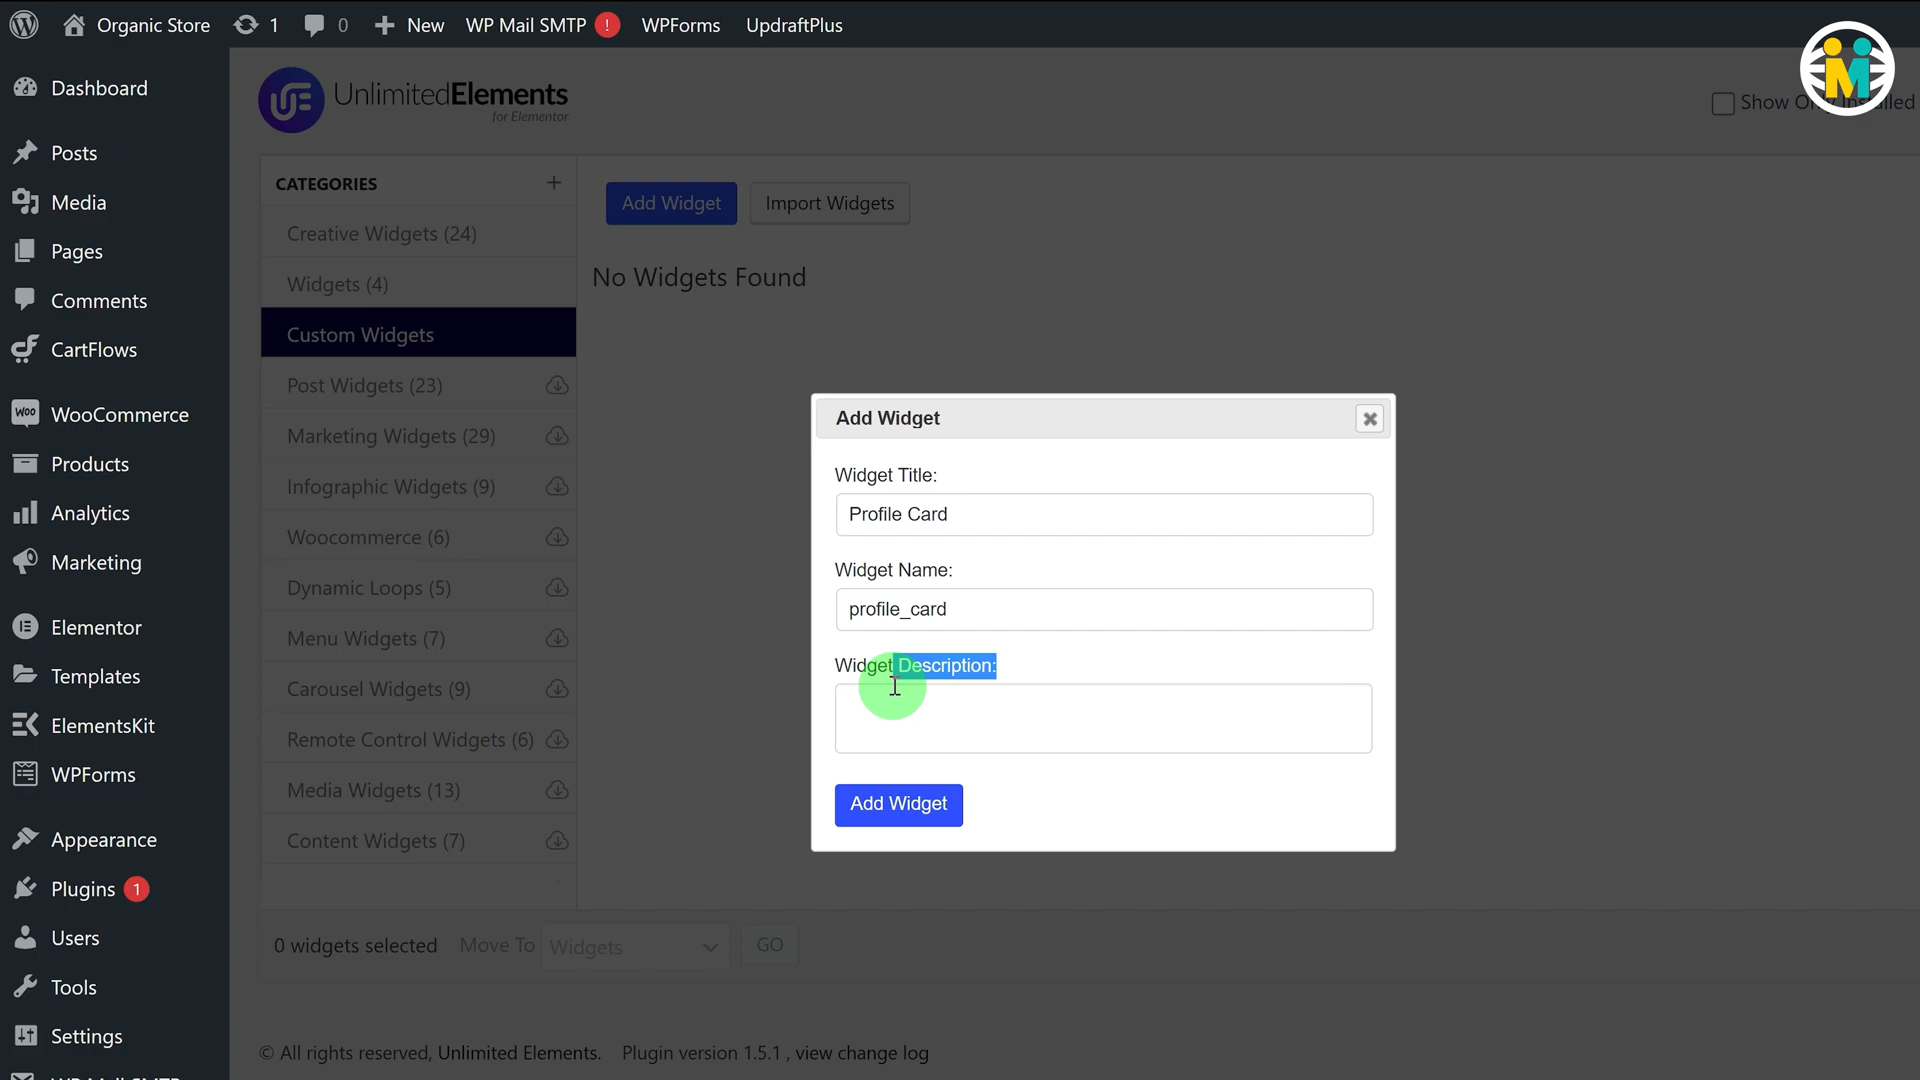 Organic Store 1 0 New WP Mail SMTP ! WPForms UpdraftPlus
Dashboard
Posts
Media
Pages
Comments
CartFlows
WooCommerce
Products
Analytics
Marketing
Elementor
Templates
ElementsKit
WPForms
Appearance
Plugins 1
Users
Tools
Settings
UnlimitedElements
for Elementor
Show Only Installed
CATEGORIES
Creative Widgets (24)
Widgets (4)
Custom Widgets
Post Widgets (23)
Marketing Widgets (29)
Infographic Widgets (9)
Woocommerce (6)
Dynamic Loops (5)
Menu Widgets (7)
Carousel Widgets (9)
Remote Control Widgets (6)
Media Widgets (13)
Content Widgets (7)
Add Widget Import Widgets
No Widgets Found
Add Widget
Widget Title:
Profile Card
Widget Name:
profile_card
Widget Description:
Add Widget
0 widgets selected Move To Widgets GO
© All rights reserved, Unlimited Elements. Plugin version 1.5.1 , view change log